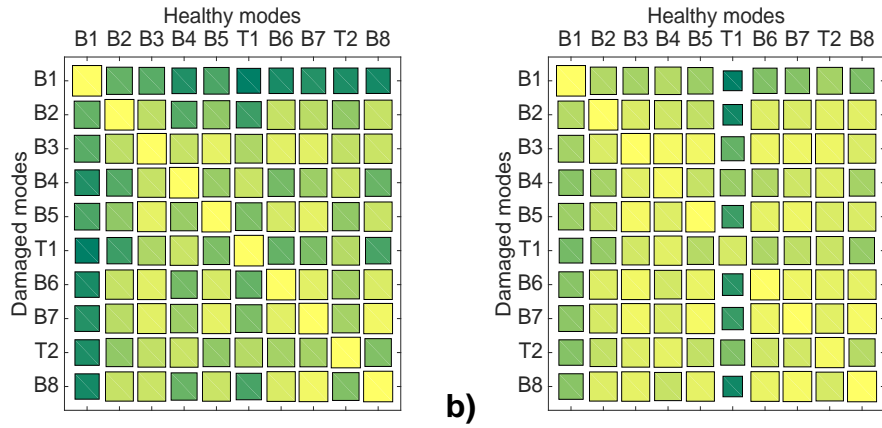 Healthy modes
B1 B2 B3 B4 B5 T1 B6 B7 T2 B8
Damaged modes
B1
B2
B3
B4
B5
T1
B6
B7
T2
B8
b)
Healthy modes
B1 B2 B3 B4 B5 T1 B6 B7 T2 B8
Damaged modes
B1
B2
B3
B4
B5
T1
B6
B7
T2
B8